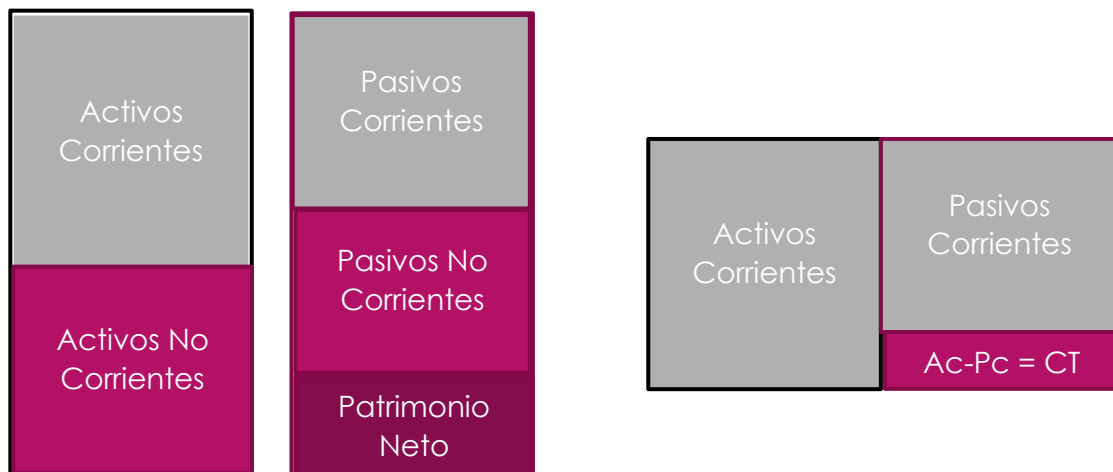 Activos
Corrientes
Activos No
Corrientes
Pasivos
Corrientes
Pasivos No
Corrientes
Patrimonio
Neto
Activos
Corrientes
Pasivos
Corrientes
Ac-Pc = CT